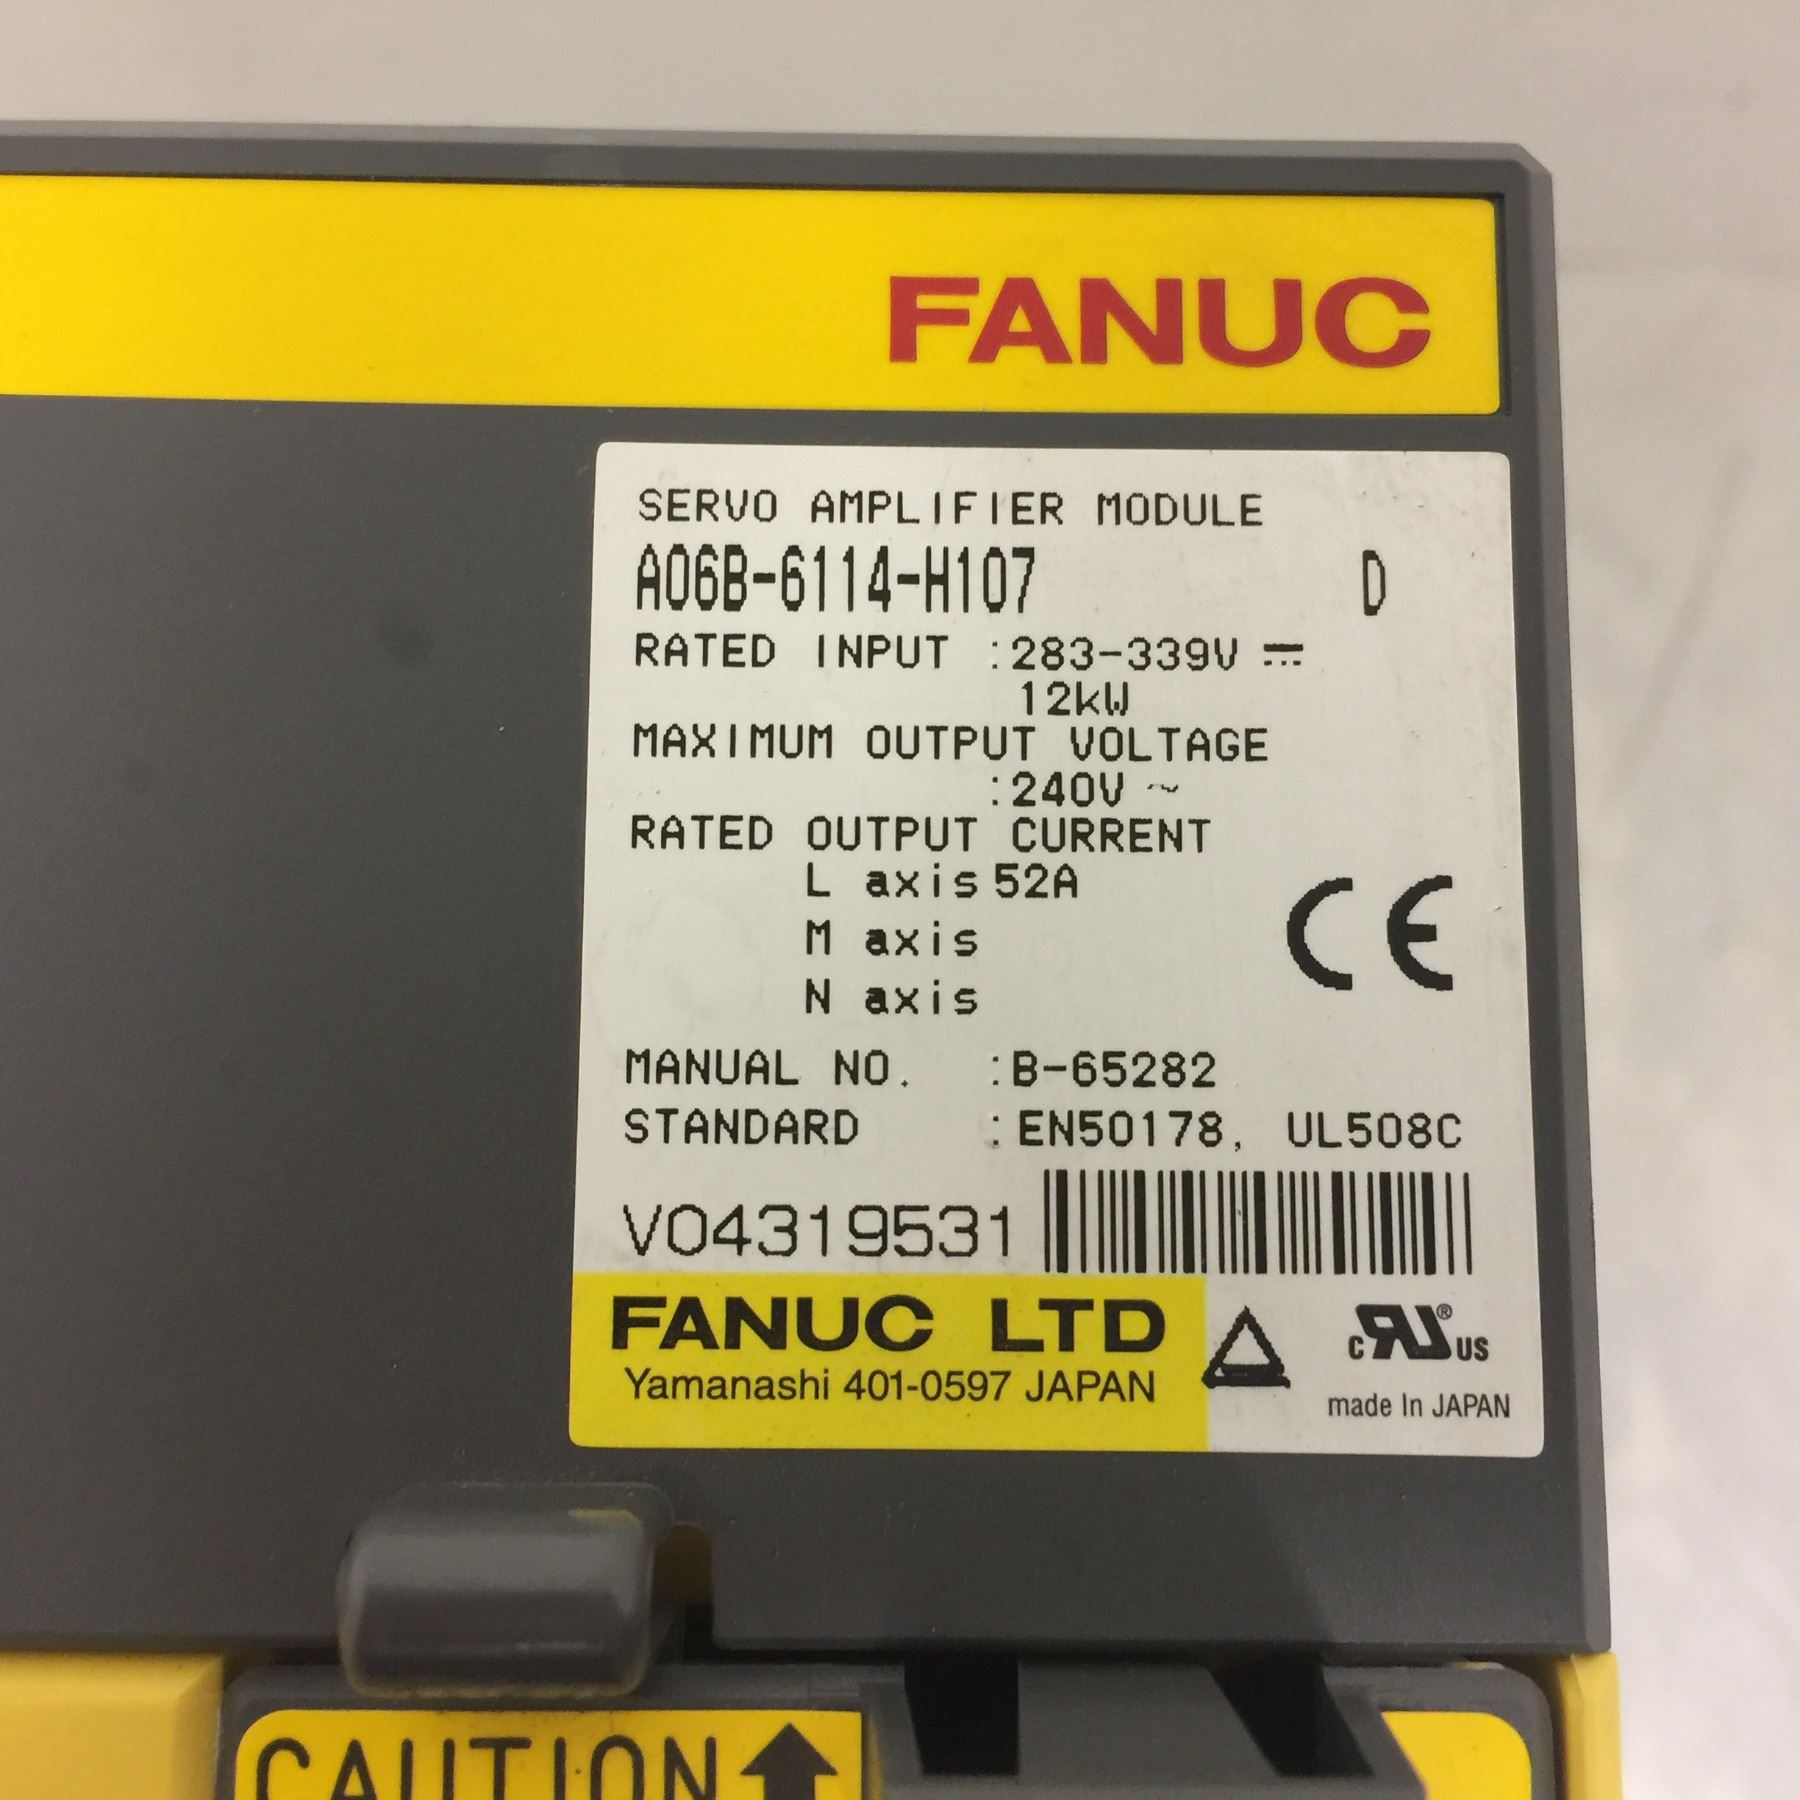 FANUC
SERVO AMPLIFIER MODULE
A06B-6114-H107 D
RATED INPUT :283-339V ⎓
12kW
MAXIMUM OUTPUT VOLTAGE
:240V ~
RATED OUTPUT CURRENT
L axis 52A
M axis
N axis
CE
MANUAL NO. :B-65282
STANDARD :EN50178, UL508C
V04319531
FANUC LTD
Yamanashi 401-0597 JAPAN
c RU ® US
made In JAPAN
CAUTION